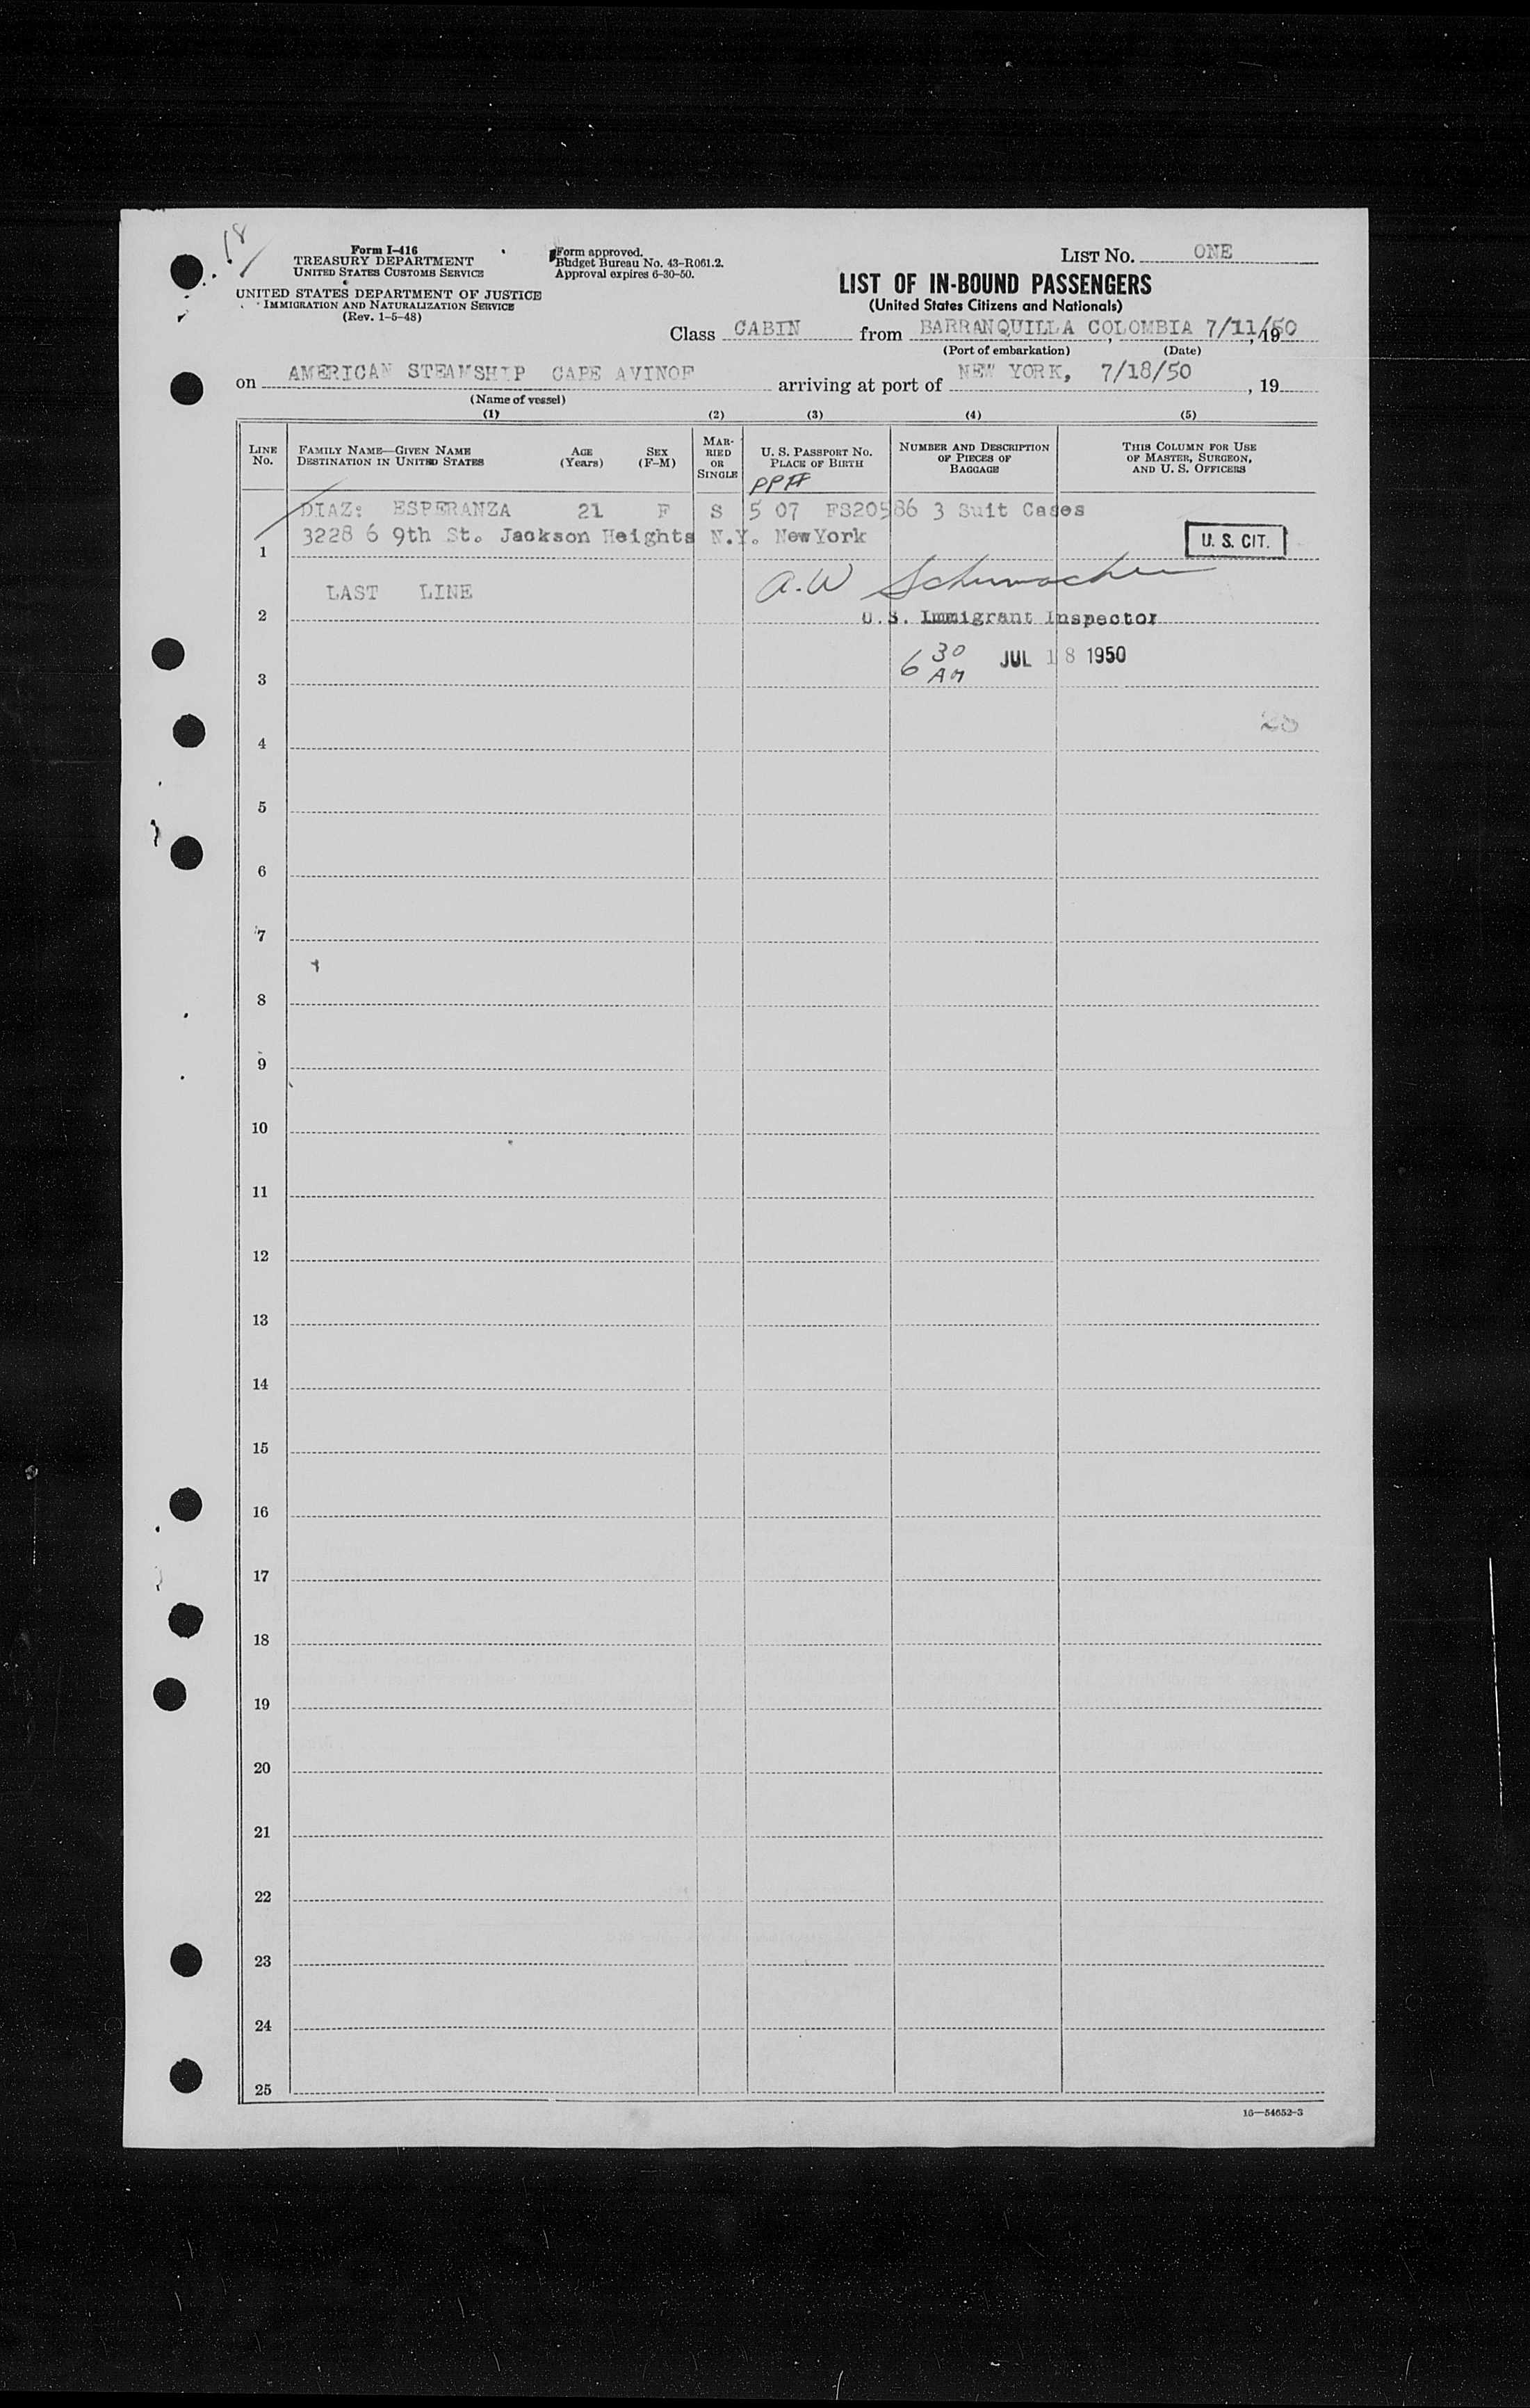 18
Form I-416
TREASURY DEPARTMENT
UNITED STATES CUSTOMS SERVICE
UNITED STATES DEPARTMENT OF JUSTICE
IMMIGRATION AND NATURALIZATION SERVICE
(Rev. 1-5-48)
Form approved.
Budget Bureau No. 43-R061.2.
Approval expires 6-30-50.
LIST NO. ONE
LIST OF IN-BOUND PASSENGERS
(United States Citizens and Nationals)
Class CABIN from BARRANQUILLA COLOMBIA 7/11/50, 19
(Port of embarkation) (Date)
on AMERICAN STEAMSHIP CAPE AVINOF arriving at port of NEW YORK, 7/18/50, 19
(Name of vessel)
(1) (2) (3) (4) (5)
LINE NO.
FAMILY NAME—GIVEN NAME
DESTINATION IN UNITED STATES
AGE (Years)
SEX (F-M)
MARRIED OR SINGLE
U. S. PASSPORT NO.
PLACE OF BIRTH
NUMBER AND DESCRIPTION OF PIECES OF BAGGAGE
THIS COLUMN FOR USE OF MASTER, SURGEON, AND U. S. OFFICERS
PP#
DIAZ: ESPERANZA 21 F S 5 07 FS20586 3 Suit Cases
1 3228 6 9th St. Jackson Heights N.Y. NewYork U. S. CIT.
LAST LINE A.W Schumacher
2 U.S. Immigrant Inspector
3 6 30 AM JUL 18 1950
20
4
5
6
7
8
9
10
11
12
13
14
15
16
17
18
19
20
21
22
23
24
25
16—54652-3